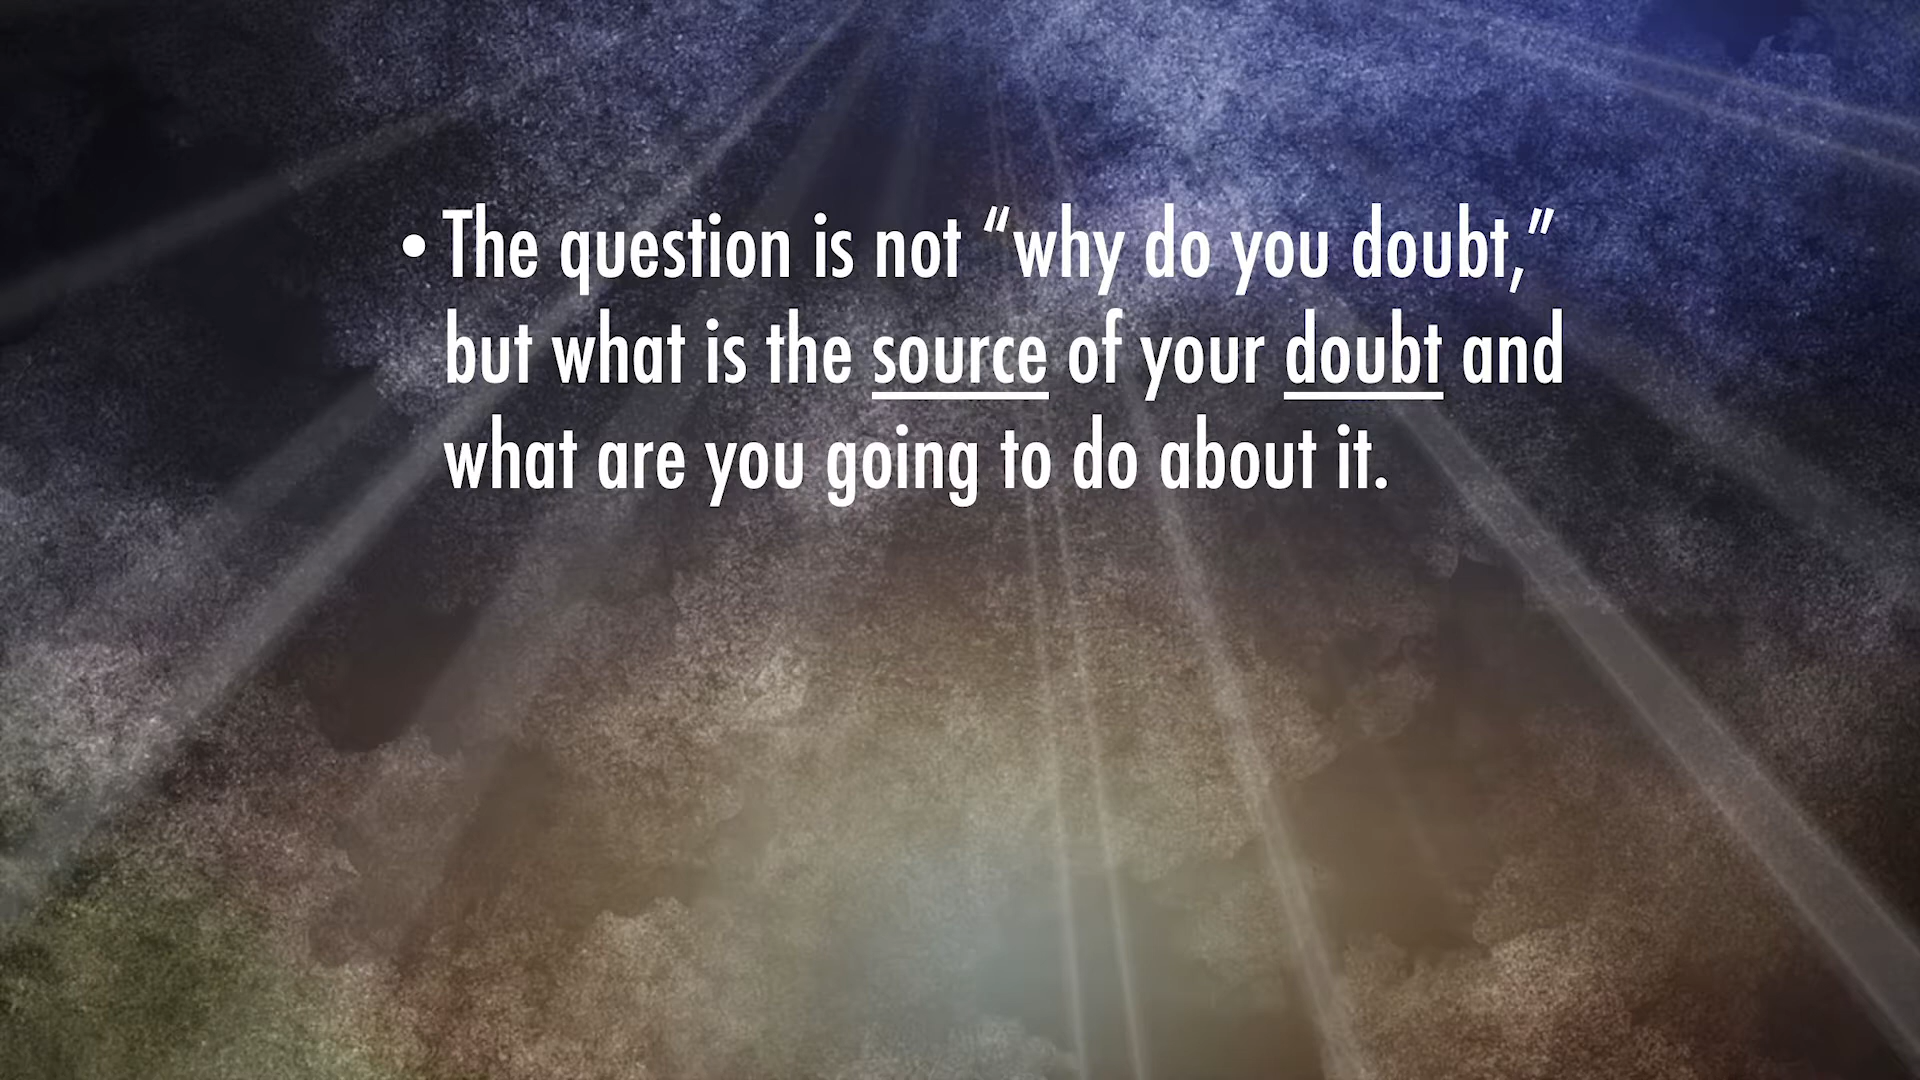 • The question is not “why do you doubt,”
but what is the source of your doubt and
what are you going to do about it.